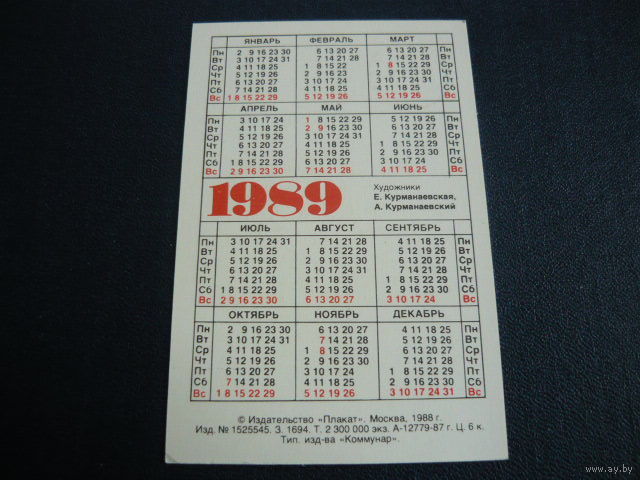 ЯНВАРЬ ФЕВРАЛЬ МАРТ
Пн 2 9 16 23 30 6 13 20 27 6 13 20 27
Вт 3 10 17 24 31 7 14 21 28 7 14 21 28
Ср 4 11 18 25 1 8 15 22 1 8 15 22 29
Чт 5 12 19 26 2 9 16 23 2 9 16 23 30
Пт 6 13 20 27 3 10 17 24 3 10 17 24 31
Сб 7 14 21 28 4 11 18 25 4 11 18 25
Вс 1 8 15 22 29 5 12 19 26 5 12 19 26
АПРЕЛЬ МАЙ ИЮНЬ
Пн 3 10 17 24 1 8 15 22 29 5 12 19 26
Вт 4 11 18 25 2 9 16 23 30 6 13 20 27
Ср 5 12 19 26 3 10 17 24 31 7 14 21 28
Чт 6 13 20 27 4 11 18 25 1 8 15 22 29
Пт 7 14 21 28 5 12 19 26 2 9 16 23 30
Сб 1 8 15 22 29 6 13 20 27 3 10 17 24
Вс 2 9 16 23 30 7 14 21 28 4 11 18 25
1989
Художники
Е. Курманаевская,
А. Курманаевский
ИЮЛЬ АВГУСТ СЕНТЯБРЬ
Пн 3 10 17 24 31 7 14 21 28 4 11 18 25
Вт 4 11 18 25 1 8 15 22 29 5 12 19 26
Ср 5 12 19 26 2 9 16 23 30 6 13 20 27
Чт 6 13 20 27 3 10 17 24 31 7 14 21 28
Пт 7 14 21 28 4 11 18 25 1 8 15 22 29
Сб 1 8 15 22 29 5 12 19 26 2 9 16 23 30
Вс 2 9 16 23 30 6 13 20 27 3 10 17 24
ОКТЯБРЬ НОЯБРЬ ДЕКАБРЬ
Пн 2 9 16 23 30 6 13 20 27 4 11 18 25
Вт 3 10 17 24 31 7 14 21 28 5 12 19 26
Ср 4 11 18 25 1 8 15 22 29 6 13 20 27
Чт 5 12 19 26 2 9 16 23 30 7 14 21 28
Пт 6 13 20 27 3 10 17 24 1 8 15 22 29
Сб 7 14 21 28 4 11 18 25 2 9 16 23 30
Вс 1 8 15 22 29 5 12 19 26 3 10 17 24 31
© Издательство «Плакат». Москва, 1988 г.
Изд. № 1525545. З. 1694. Т. 2 300 000 экз. А-12779-87 г. Ц. 6 к.
Тип. изд-ва «Коммунар».
www.ay.by